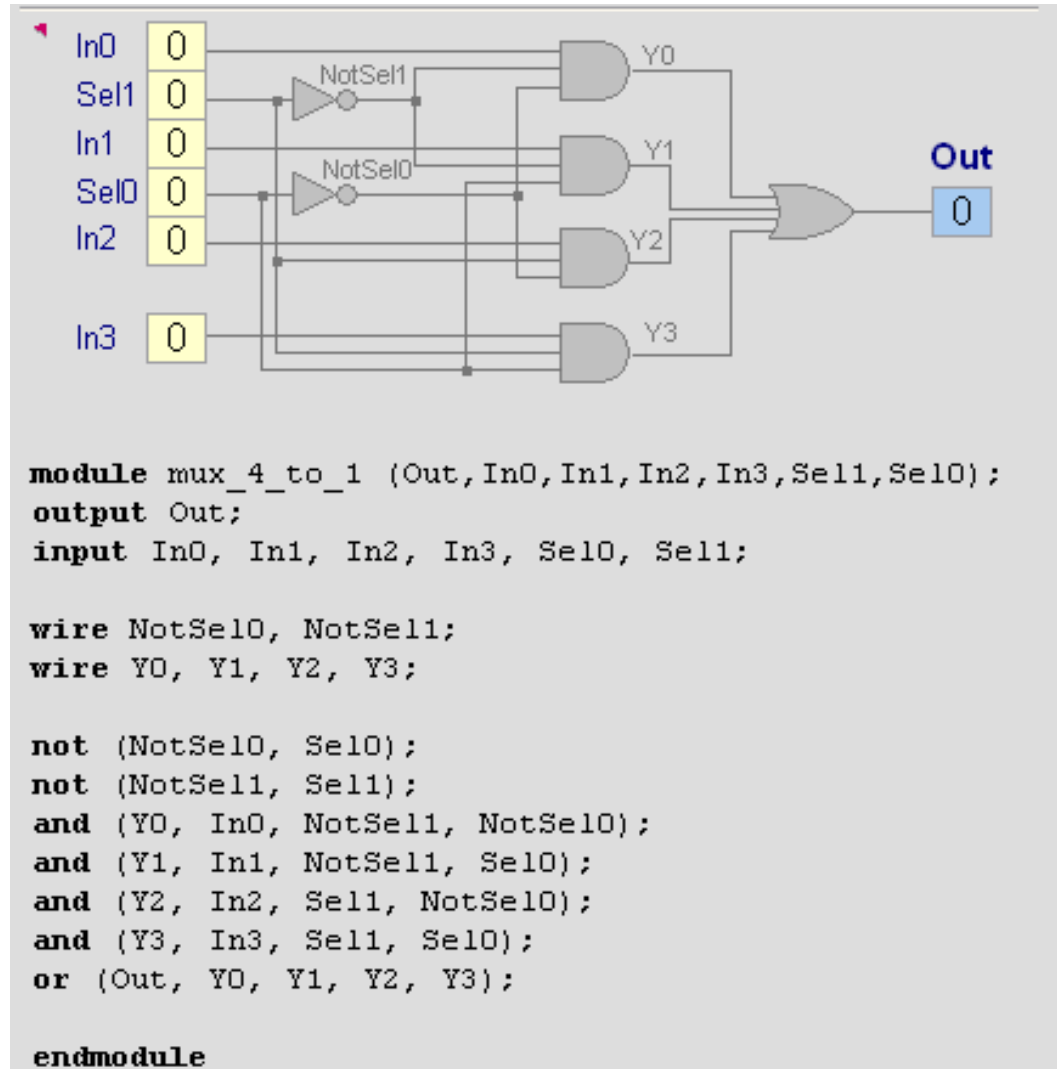 In0 0
NotSel1
Y0
Sel1 0
In1 0
Y1
Out
NotSel0
Sel0 0
0
In2 0
Y2
In3 0
Y3
module mux_4_to_1 (Out,In0,In1,In2,In3,Sel1,Sel0);
output Out;
input In0, In1, In2, In3, Sel0, Sel1;
wire NotSel0, NotSel1;
wire Y0, Y1, Y2, Y3;
not (NotSel0, Sel0);
not (NotSel1, Sel1);
and (Y0, In0, NotSel1, NotSel0);
and (Y1, In1, NotSel1, Sel0);
and (Y2, In2, Sel1, NotSel0);
and (Y3, In3, Sel1, Sel0);
or (Out, Y0, Y1, Y2, Y3);
endmodule